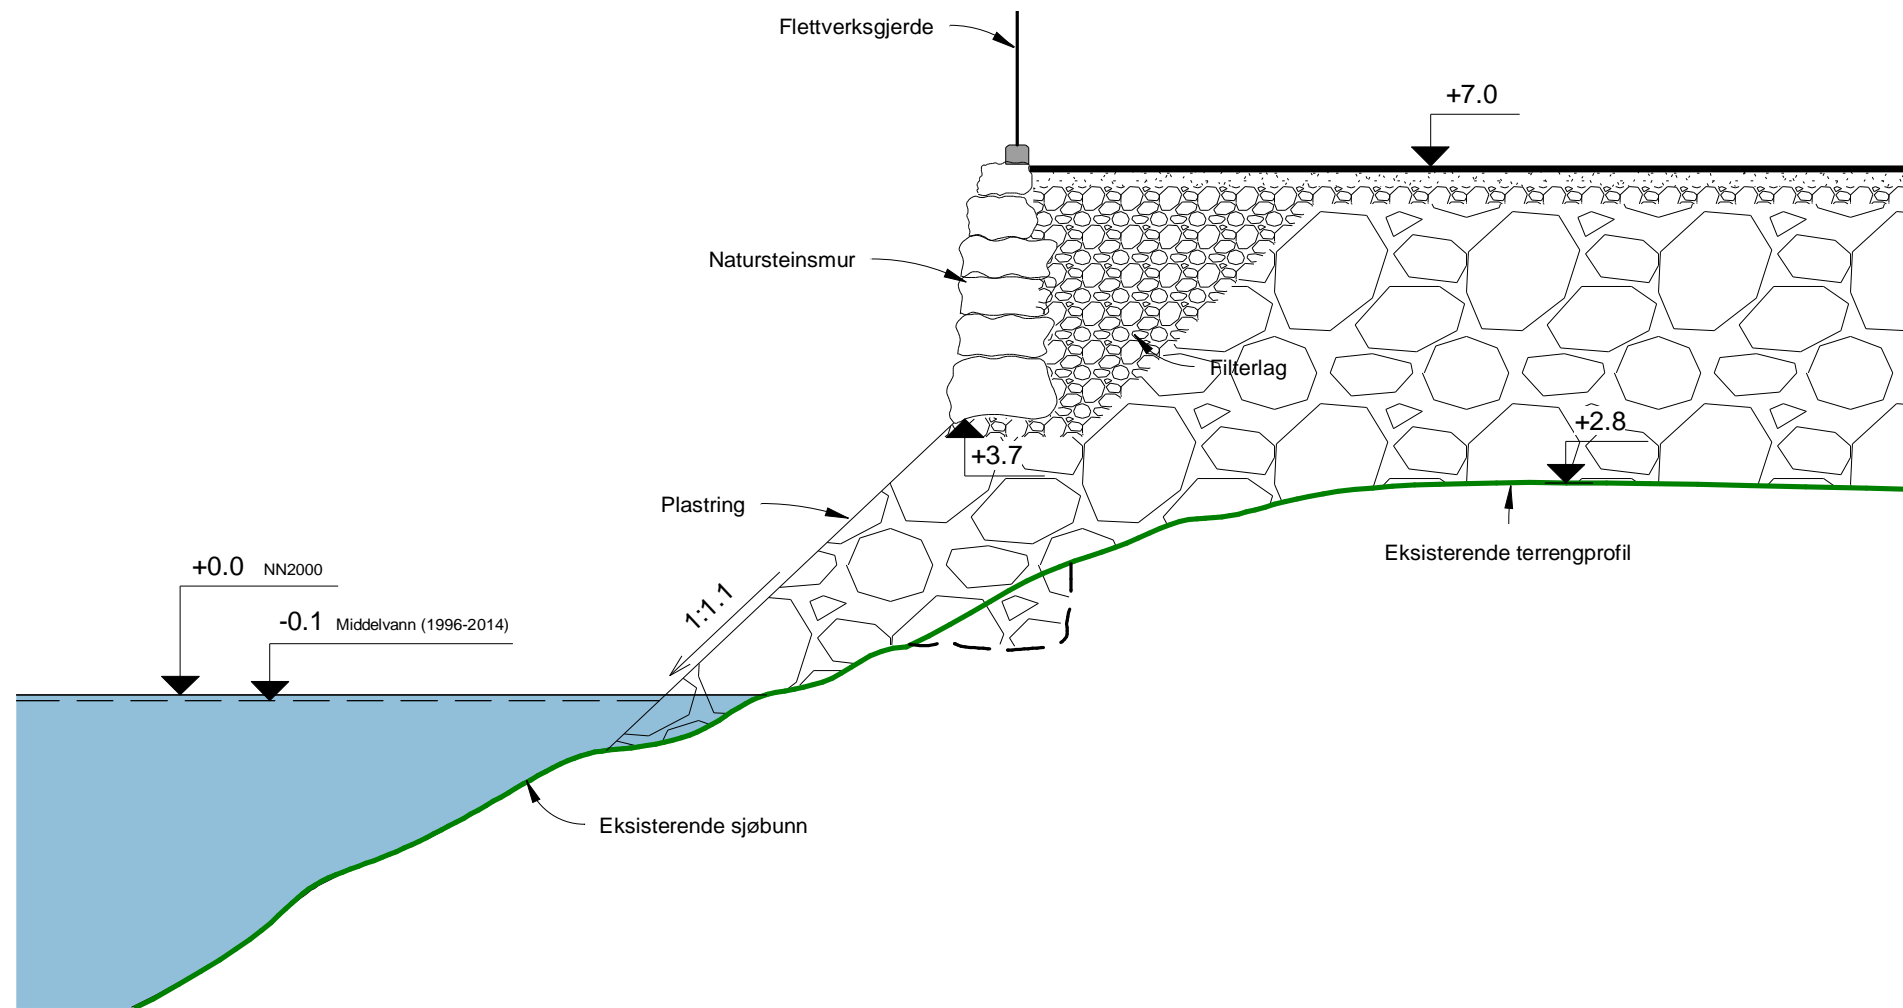 Flettverksgjerde
+7.0
Natursteinsmur
Filterlag
+2.8
+3.7
Plastring
Eksisterende terrengprofil
+0.0 NN2000
1:1.1
-0.1 Middelvann (1996-2014)
Eksisterende sjøbunn